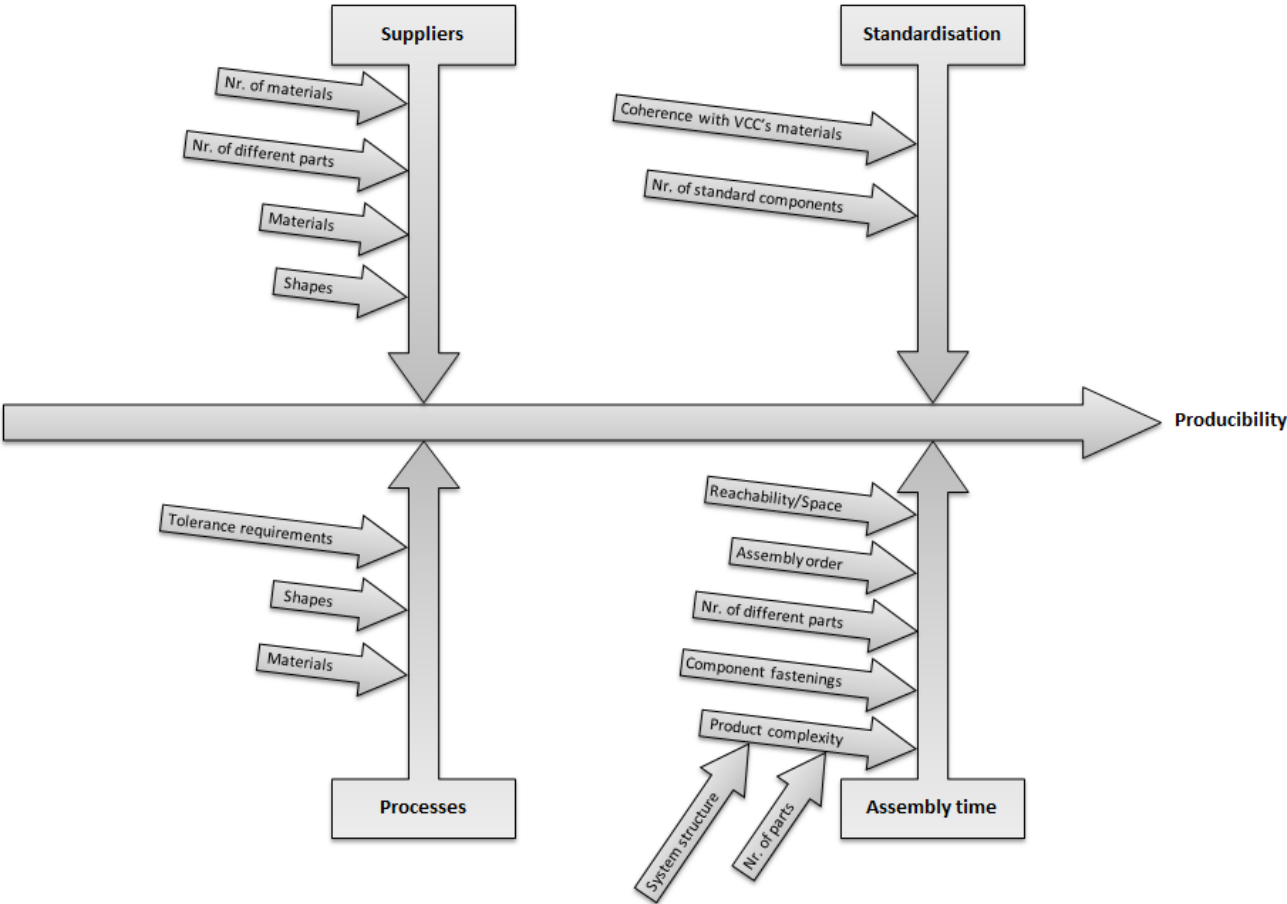 Suppliers
Standardisation
Nr. of materials
Nr. of different parts
Materials
Shapes
Coherence with VCC's materials
Nr. of standard components
Producibility
Tolerance requirements
Shapes
Materials
Processes
Reachability/Space
Assembly order
Nr. of different parts
Component fastenings
Product complexity
System structure
Nr. of parts
Assembly time